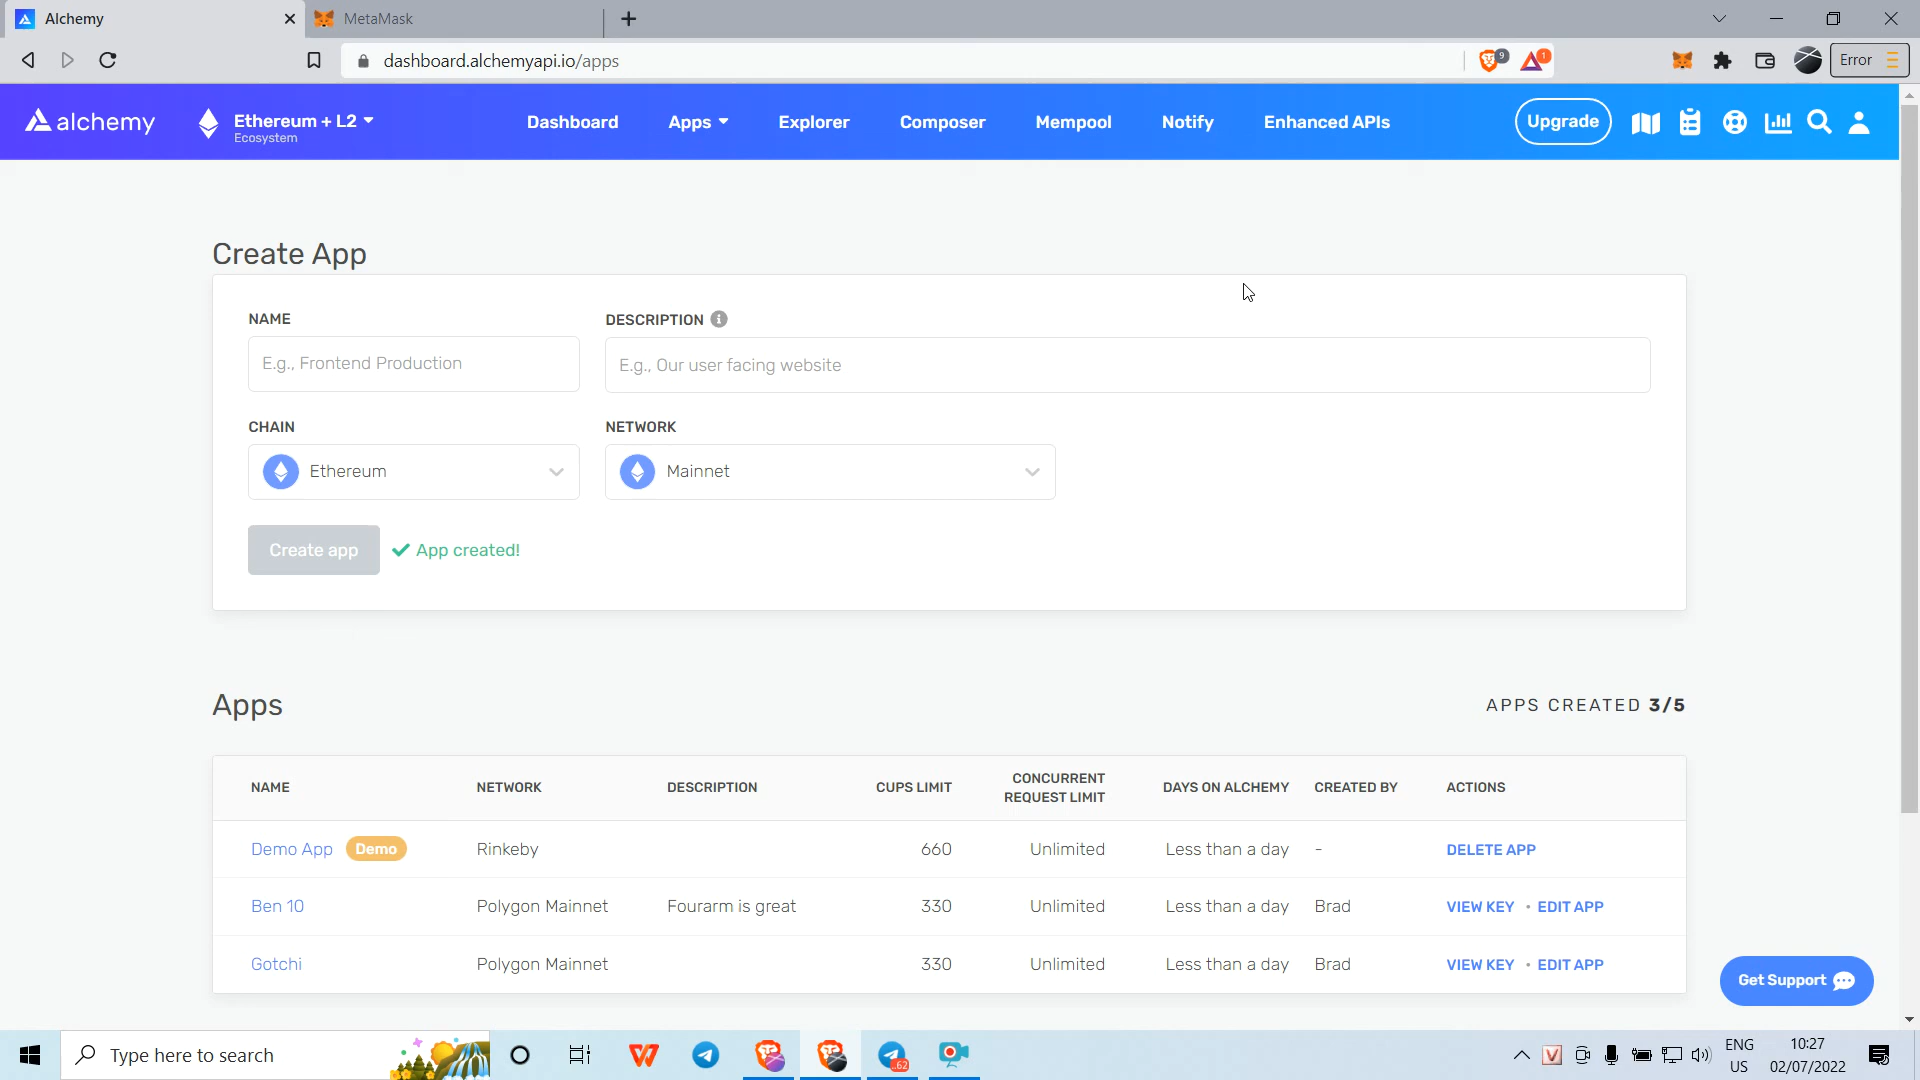 Alchemy
MetaMask
dashboard.alchemyapi.io/apps
9
1
Error
alchemy
Ethereum + L2
Ecosystem
Dashboard
Apps
Explorer
Composer
Mempool
Notify
Enhanced APIs
Upgrade
Create App
NAME
DESCRIPTION
E.g., Frontend Production
E.g., Our user facing website
CHAIN
NETWORK
Ethereum
Mainnet
Create app
App created!
Apps
APPS CREATED 3/5
NAME
NETWORK
DESCRIPTION
CUPS LIMIT
CONCURRENT
REQUEST LIMIT
DAYS ON ALCHEMY
CREATED BY
ACTIONS
Demo App Demo Rinkeby 660 Unlimited Less than a day - DELETE APP
Ben 10 Polygon Mainnet Fourarm is great 330 Unlimited Less than a day Brad VIEW KEY • EDIT APP
Gotchi Polygon Mainnet 330 Unlimited Less than a day Brad VIEW KEY • EDIT APP
Get Support
Type here to search
..62
ENG
US
10:27
02/07/2022